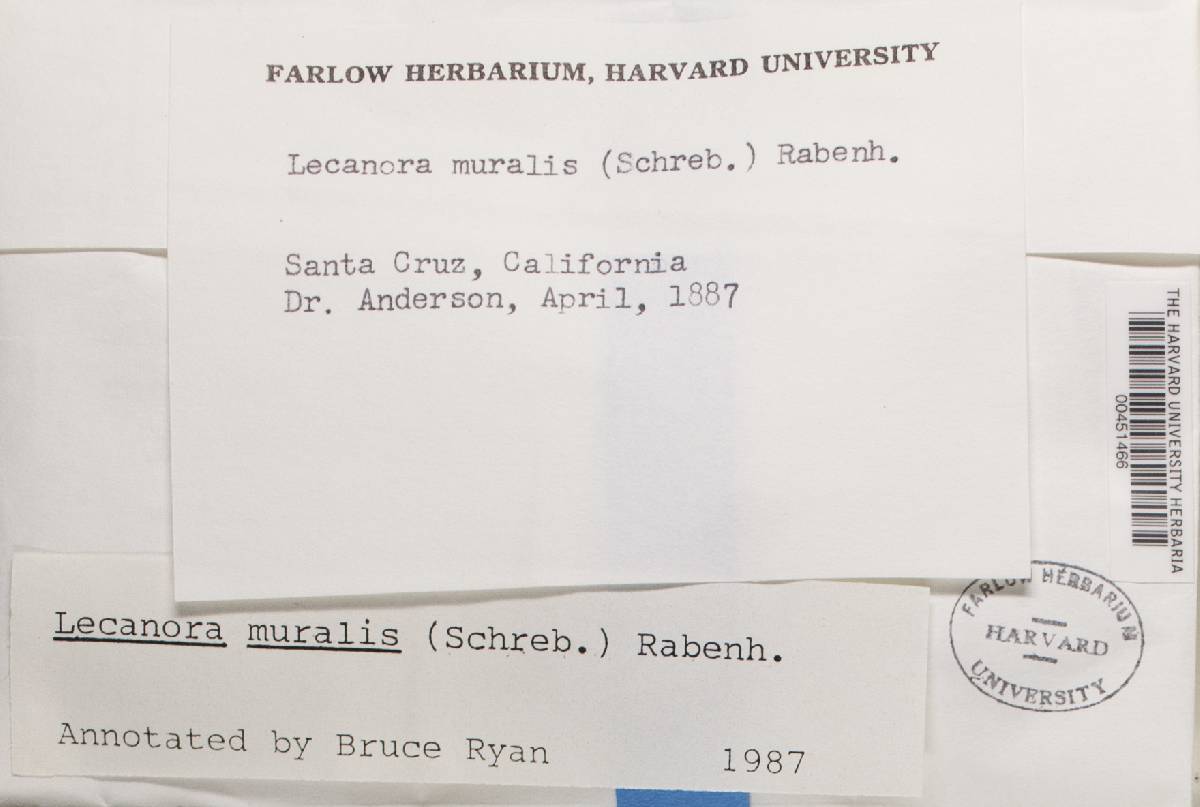 FARLOW HERBARIUM, HARVARD UNIVERSITY
Lecanora muralis (Schreb.) Rabenh.
Santa Cruz, California
Dr. Anderson, April, 1887
THE HARVARD UNIVERSITY HERBARIA
00451466
FARLOW HERBARIUM
HARVARD
UNIVERSITY
Lecanora muralis (Schreb.) Rabenh.
Annotated by Bruce Ryan 1987